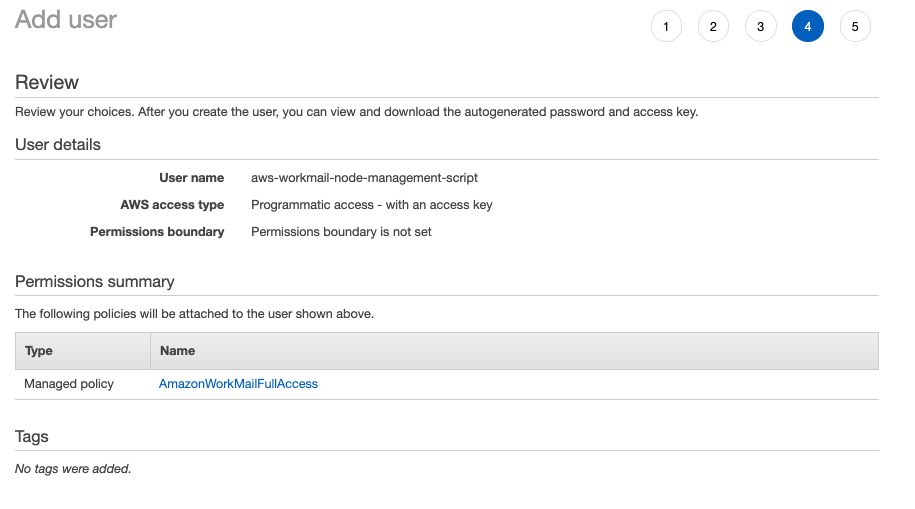 Add user
1 2 3 4 5
Review
Review your choices. After you create the user, you can view and download the autogenerated password and access key.
User details
User name aws-workmail-node-management-script
AWS access type Programmatic access - with an access key
Permissions boundary Permissions boundary is not set
Permissions summary
The following policies will be attached to the user shown above.
Type Name
Managed policy AmazonWorkMailFullAccess
Tags
No tags were added.